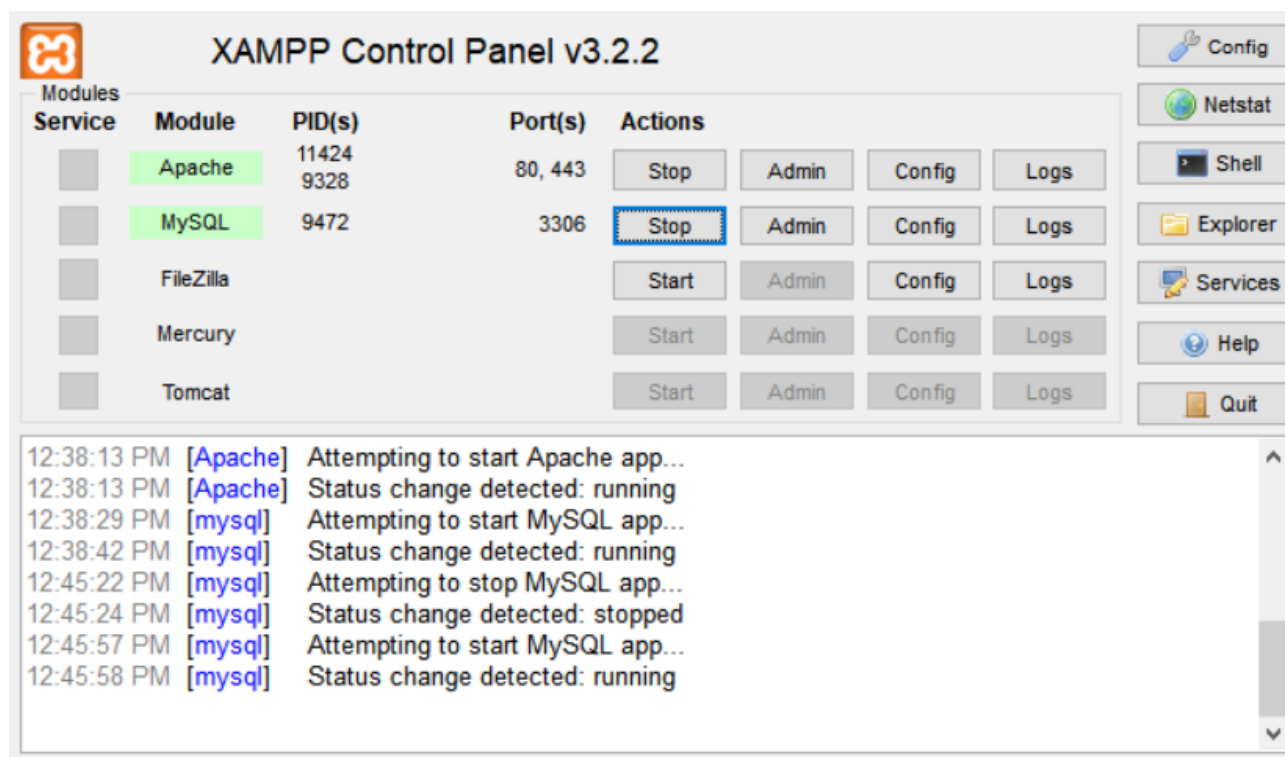 XAMPP Control Panel v3.2.2
Config
Modules
Netstat
Service Module PID(s) Port(s) Actions
Apache 11424 9328 80, 443 Stop Admin Config Logs
Shell
MySQL 9472 3306 Stop Admin Config Logs
Explorer
FileZilla Start Admin Config Logs
Services
Mercury Start Admin Config Logs
Help
Tomcat Start Admin Config Logs
Quit
12:38:13 PM [Apache] Attempting to start Apache app...
12:38:13 PM [Apache] Status change detected: running
12:38:29 PM [mysql] Attempting to start MySQL app...
12:38:42 PM [mysql] Status change detected: running
12:45:22 PM [mysql] Attempting to stop MySQL app...
12:45:24 PM [mysql] Status change detected: stopped
12:45:57 PM [mysql] Attempting to start MySQL app...
12:45:58 PM [mysql] Status change detected: running